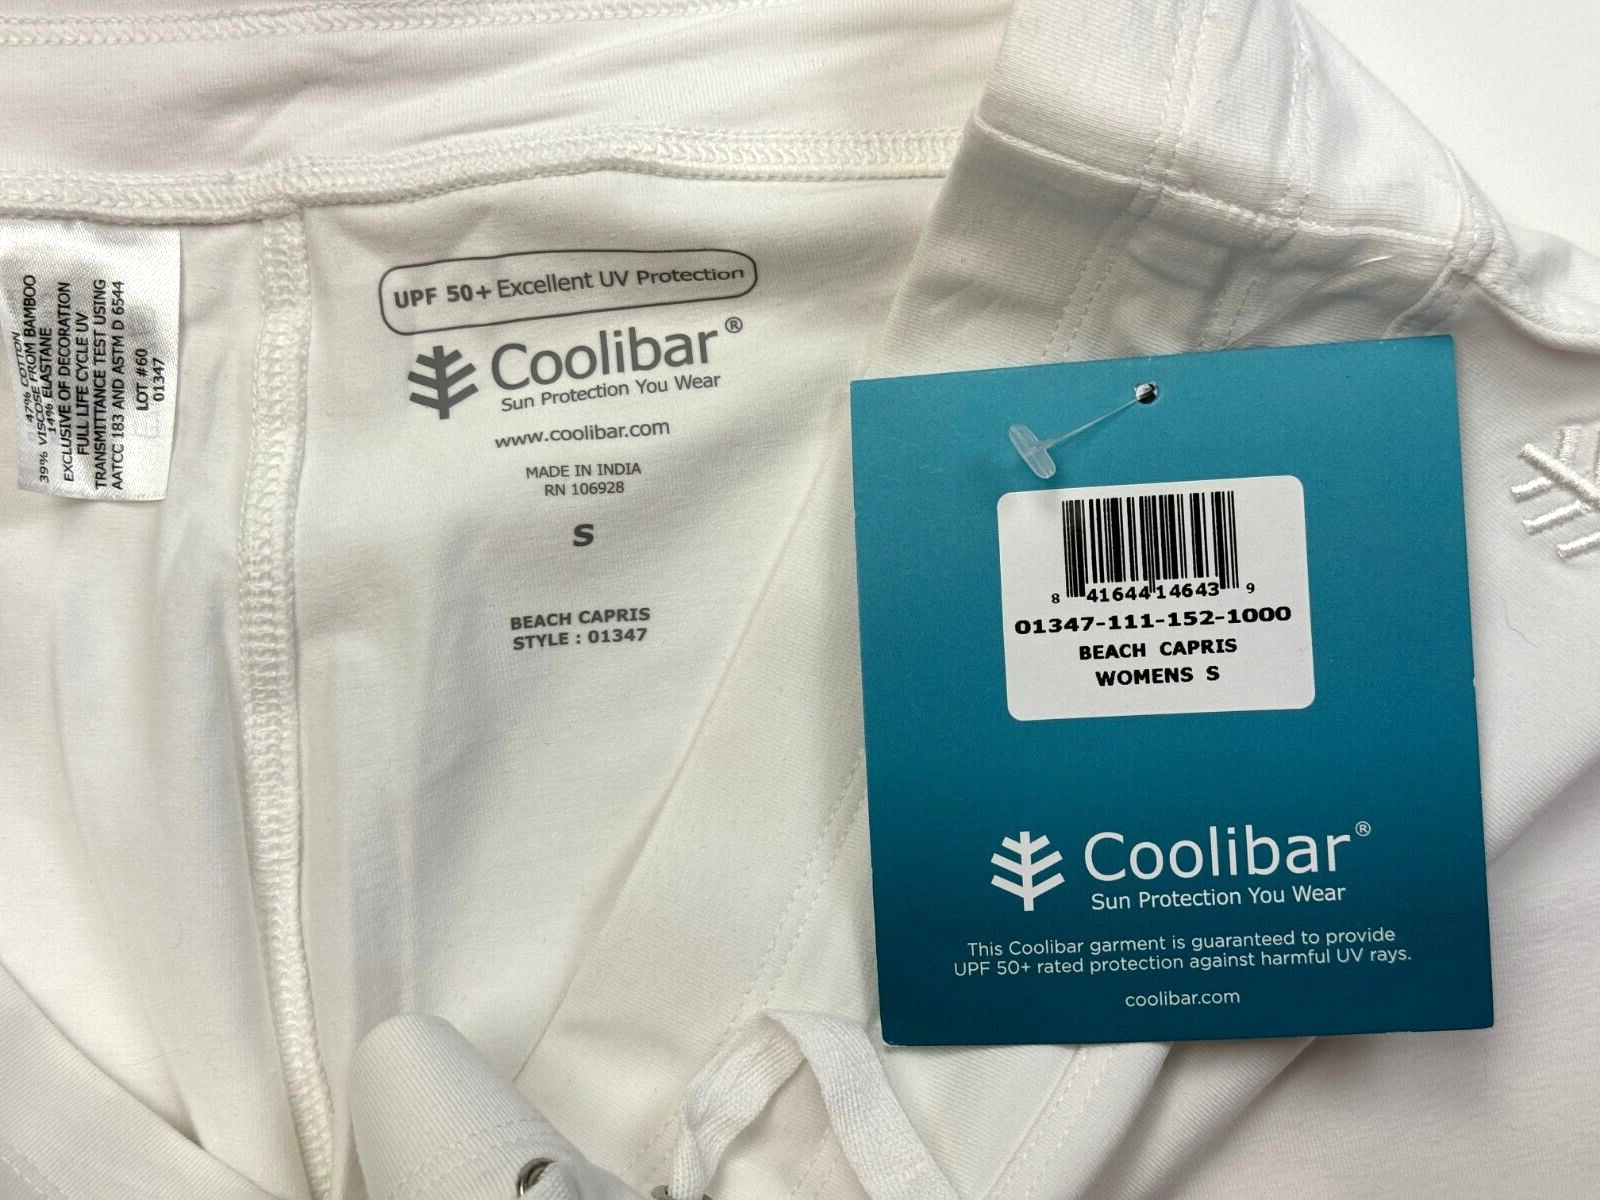 47% COTTON
39% VISCOSE FROM BAMBOO
14% ELASTANE
EXCLUSIVE OF DECORATION
FULL LIFE CYCLE UV
TRANSMITTANCE TEST USING
AATCC 183 AND ASTM D 6544
LOT #60
01347
UPF 50+ Excellent UV Protection
Coolibar®
Sun Protection You Wear
www.coolibar.com
MADE IN INDIA
RN 106928
S
BEACH CAPRIS
STYLE : 01347
8 41644 14643 9
01347-111-152-1000
BEACH CAPRIS
WOMENS S
Coolibar®
Sun Protection You Wear
This Coolibar garment is guaranteed to provide
UPF 50+ rated protection against harmful UV rays.
coolibar.com